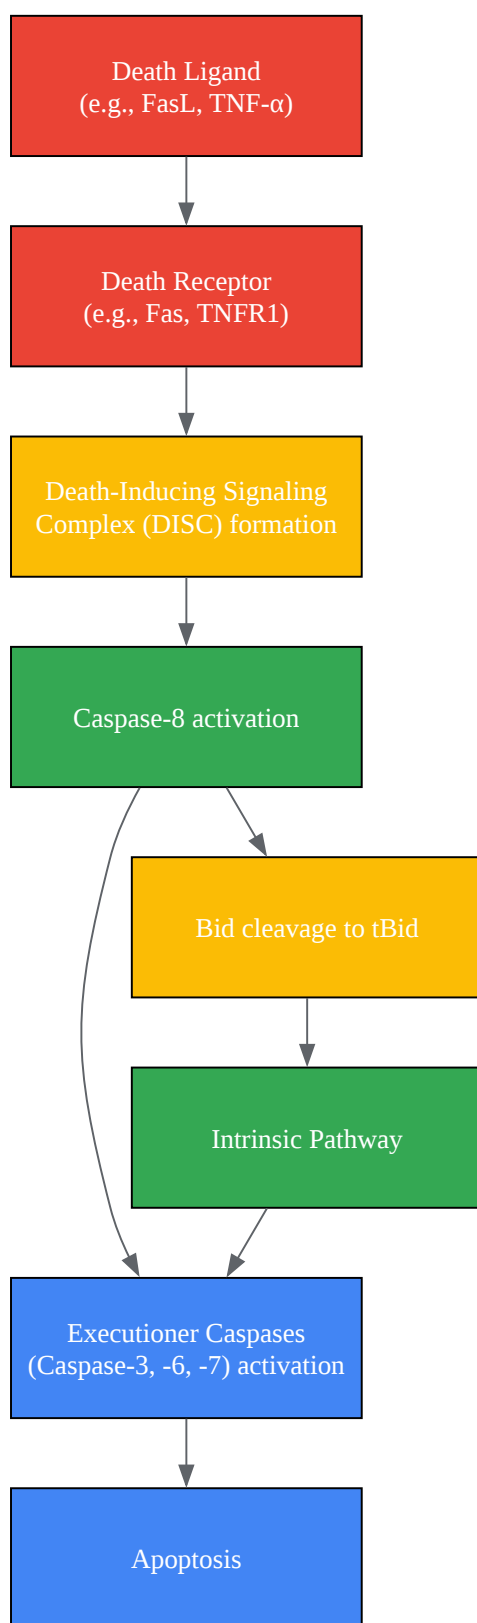 Death Ligand
(e.g., FasL, TNF-α)
Death Receptor
(e.g., Fas, TNFR1)
Death-Inducing Signaling
Complex (DISC) formation
Caspase-8 activation
Bid cleavage to tBid
Intrinsic Pathway
Executioner Caspases
(Caspase-3, -6, -7) activation
Apoptosis